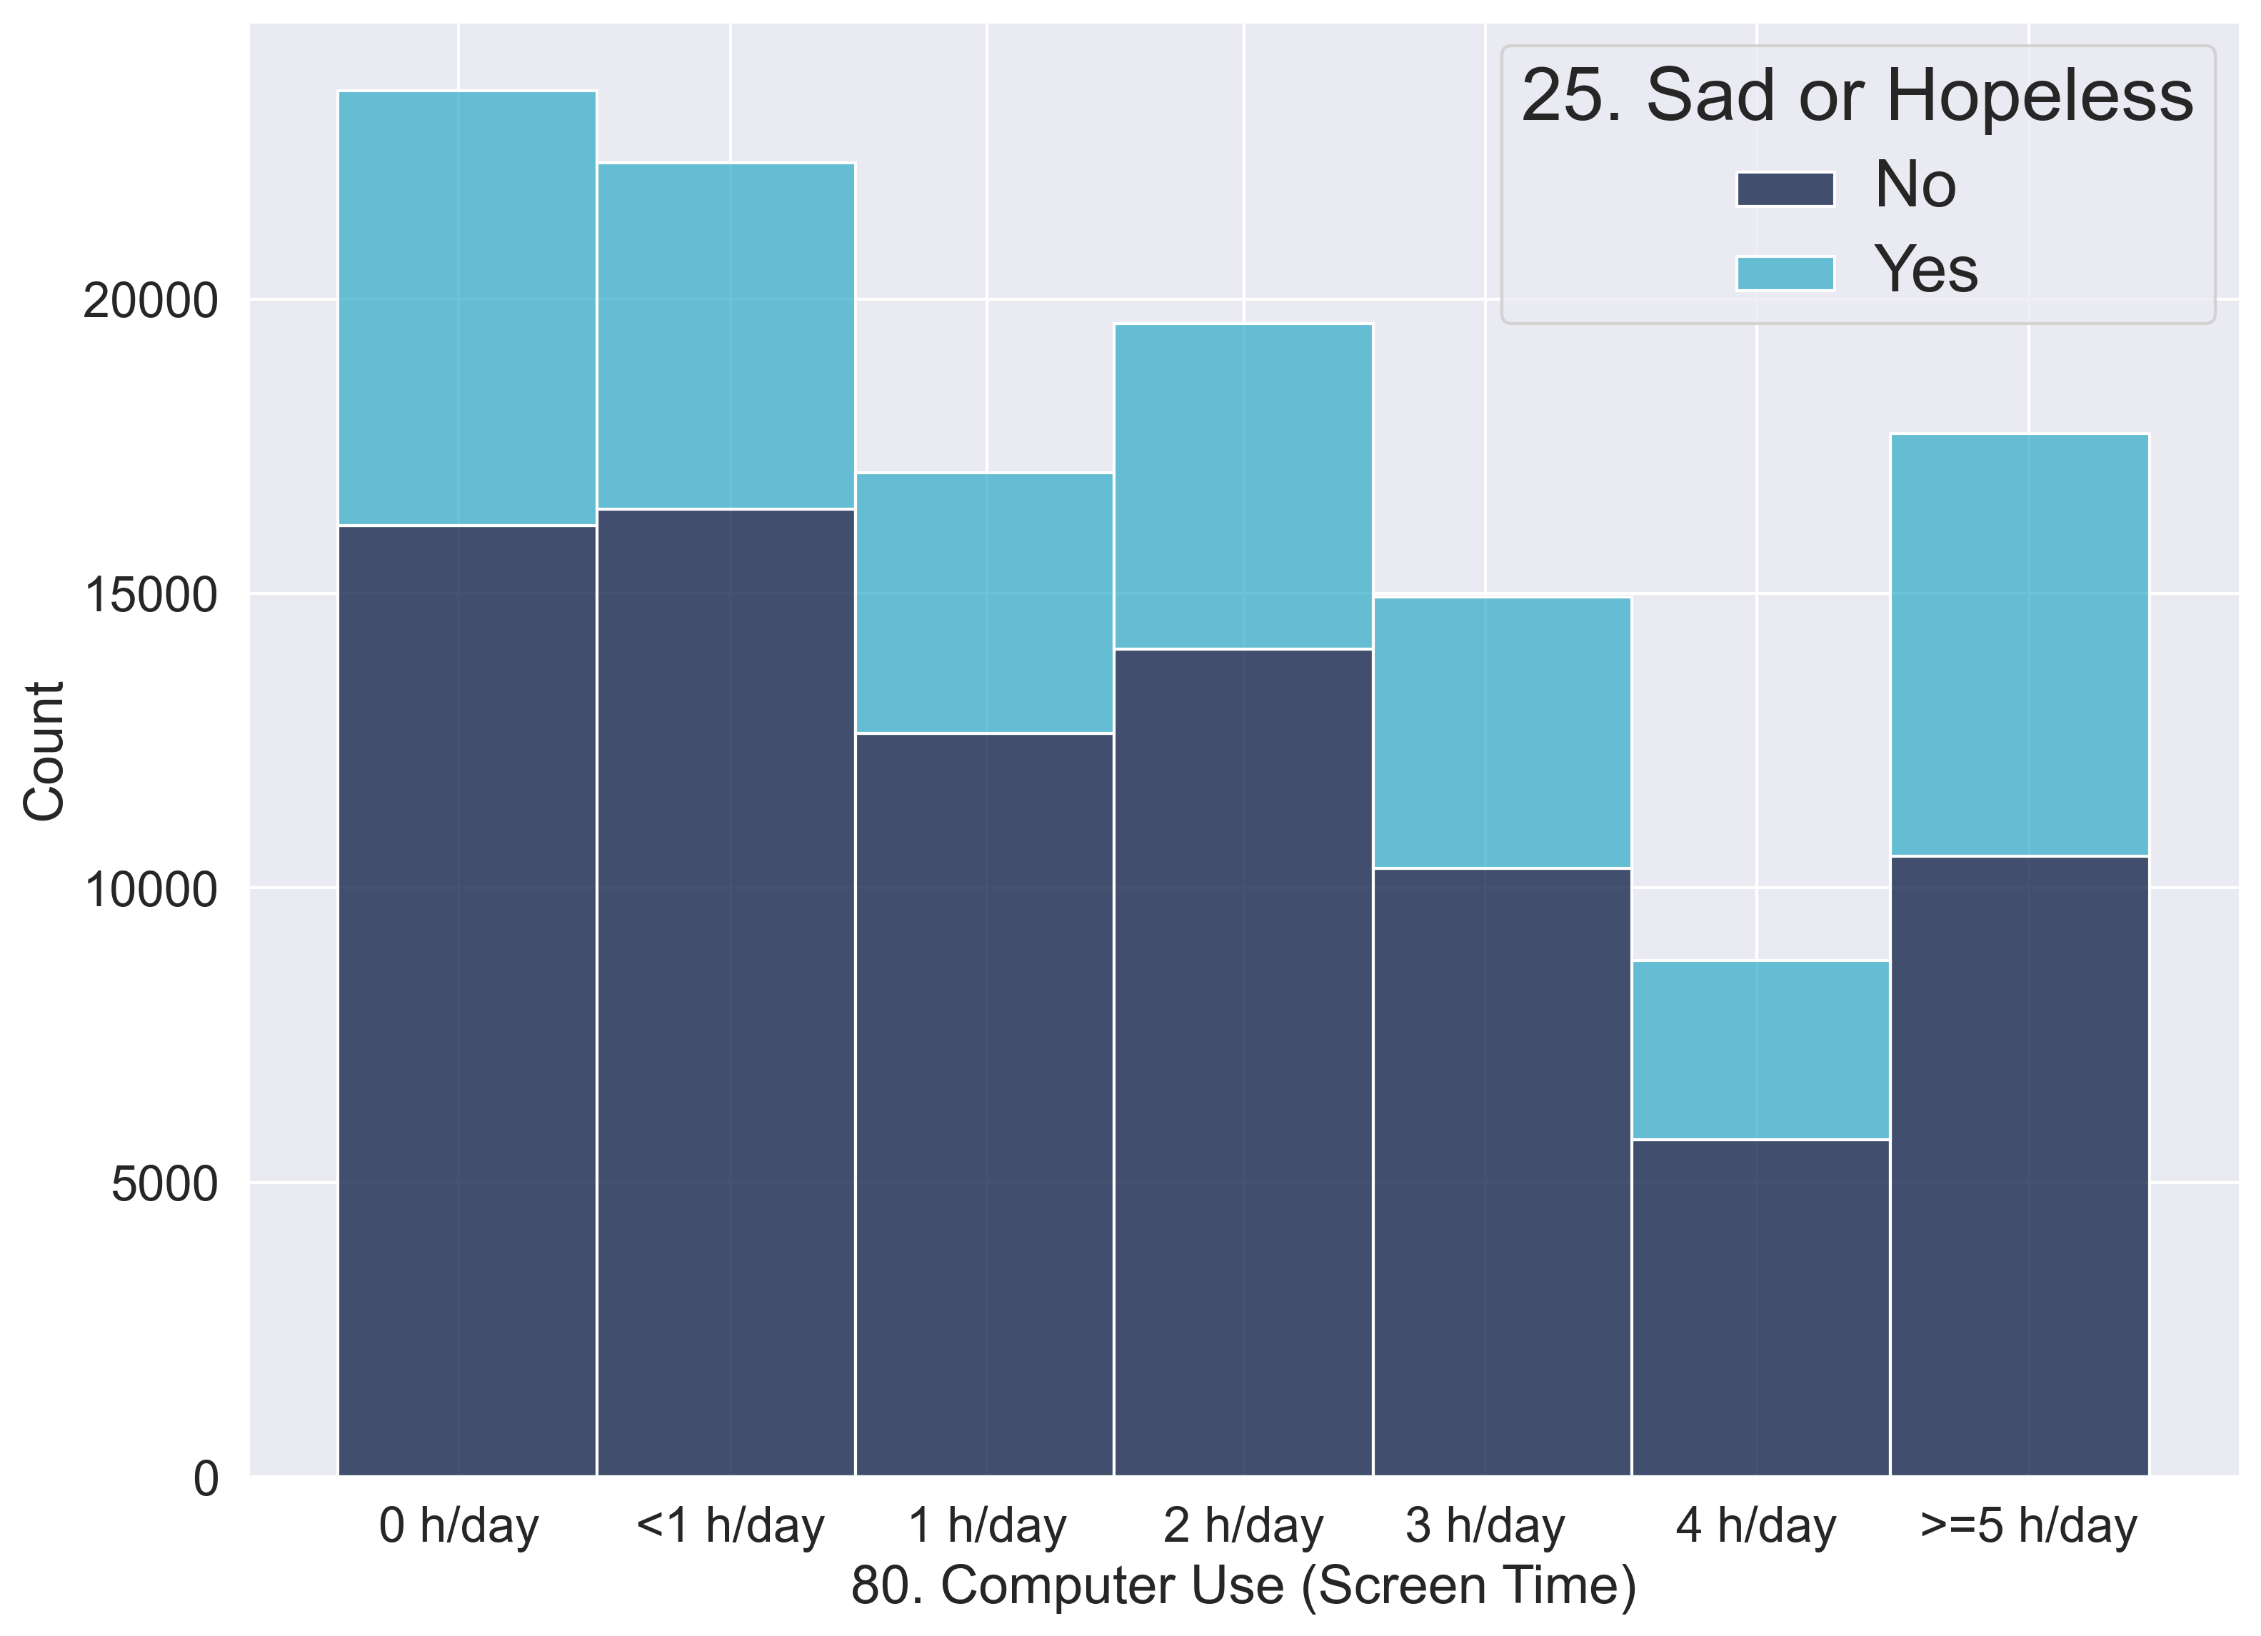 25. Sad or Hopeless
No
Yes
20000
15000
10000
5000
0
Count
0 h/day <1 h/day 1 h/day 2 h/day 3 h/day 4 h/day >=5 h/day
80. Computer Use (Screen Time)